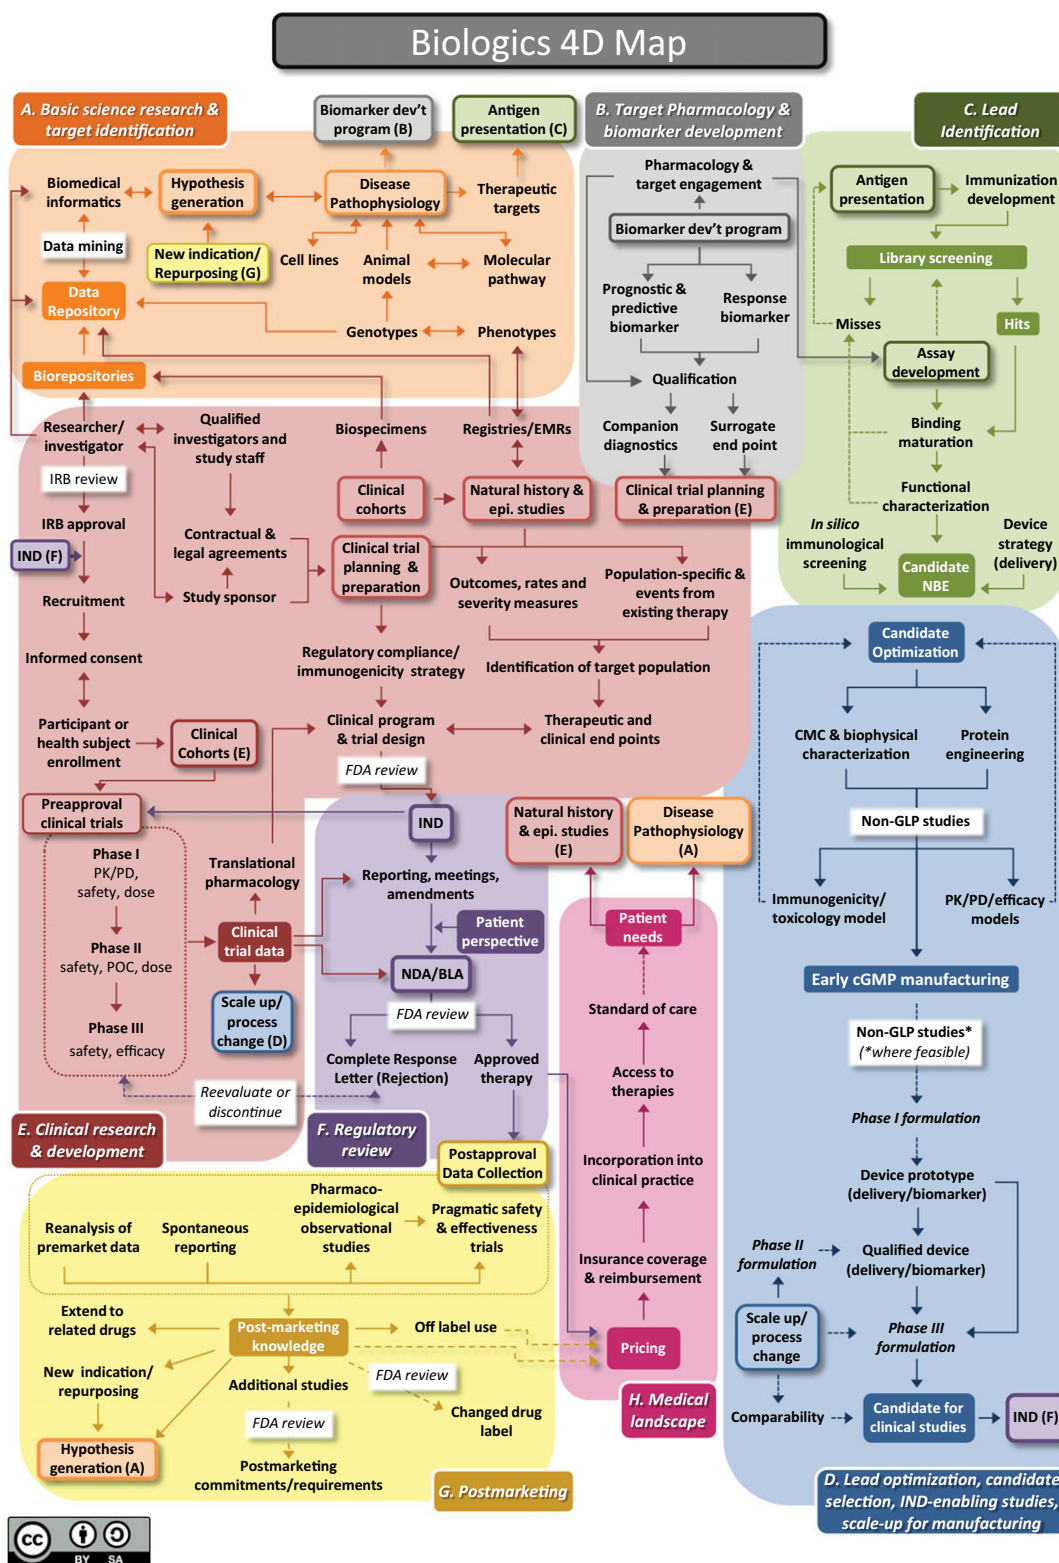 Biologics 4D Map
A. Basic science research &
target identification
Biomarker dev't
program (B)
Antigen
presentation (C)
Biomedical
informatics
Hypothesis
generation
Disease
Pathophysiology
Therapeutic
targets
Data mining
New indication/
Repurposing (G)
Cell lines
Animal
models
Molecular
pathway
Data
Repository
Genotypes
Phenotypes
Biorepositories
B. Target Pharmacology &
biomarker development
Pharmacology &
target engagement
Biomarker dev't program
Prognostic &
predictive
biomarker
Response
biomarker
Qualification
Companion
diagnostics
Surrogate
end point
Clinical trial planning
& preparation (E)
C. Lead
Identification
Antigen
presentation
Immunization
development
Library screening
Misses
Hits
Assay
development
Binding
maturation
Functional
characterization
In silico
immunological
screening
Device
strategy
(delivery)
Candidate
NBE
Researcher/
investigator
Qualified
investigators and
study staff
Biospecimens
Registries/EMRs
IRB review
Clinical
cohorts
Natural history &
epi. studies
IRB approval
IND (F)
Contractual &
legal agreements
Clinical trial
planning &
preparation
Study sponsor
Outcomes, rates and
severity measures
Population-specific &
events from
existing therapy
Recruitment
Informed consent
Regulatory compliance/
immunogenicity strategy
Identification of target population
Participant or
health subject
enrollment
Clinical
Cohorts (E)
Clinical program
& trial design
Therapeutic and
clinical end points
FDA review
Preapproval
clinical trials
Phase I
PK/PD,
safety, dose
Phase II
safety, POC, dose
Phase III
safety, efficacy
Translational
pharmacology
Clinical
trial data
Scale up/
process
change (D)
Reevaluate or
discontinue
E. Clinical research
& development
IND
Reporting, meetings,
amendments
Patient
perspective
NDA/BLA
FDA review
Complete Response
Letter (Rejection)
Approved
therapy
F. Regulatory
review
Postapproval
Data Collection
Natural history
& epi. studies
(E)
Disease
Pathophysiology
(A)
Patient
needs
Standard of care
Access to
therapies
Incorporation into
clinical practice
Insurance coverage
& reimbursement
Pricing
H. Medical
landscape
Candidate
Optimization
CMC & biophysical
characterization
Protein
engineering
Non-GLP studies
Immunogenicity/
toxicology model
PK/PD/efficacy
models
Early cGMP manufacturing
Non-GLP studies*
(*where feasible)
Phase I formulation
Device prototype
(delivery/biomarker)
Phase II
formulation
Qualified device
(delivery/biomarker)
Scale up/
process
change
Phase III
formulation
Comparability
Candidate for
clinical studies
IND (F)
D. Lead optimization, candidate
selection, IND-enabling studies,
scale-up for manufacturing
Reanalysis of
premarket data
Spontaneous
reporting
Pharmaco-
epidemiological
observational
studies
Pragmatic safety
& effectiveness
trials
Extend to
related drugs
Post-marketing
knowledge
Off label use
New indication/
repurposing
Additional studies
FDA review
FDA review
Changed drug
label
Hypothesis
generation (A)
Postmarketing
commitments/requirements
G. Postmarketing
cc
BY SA